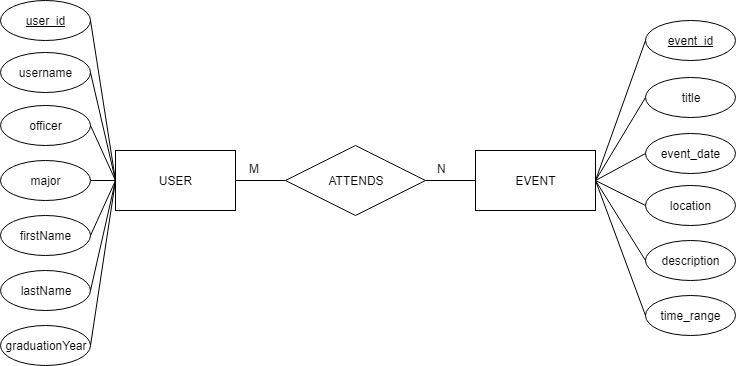 user_id
username
officer
major
firstName
lastName
graduationYear
USER
M
ATTENDS
N
EVENT
event_id
title
event_date
location
description
time_range